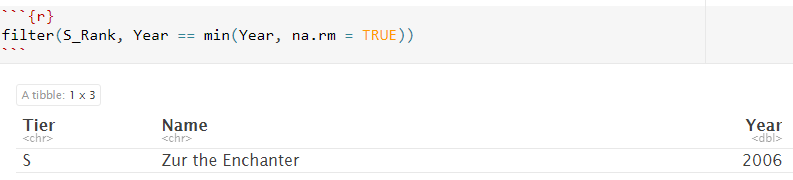 ```{r}
filter(S_Rank, Year == min(Year, na.rm = TRUE))
```
A tibble: 1 x 3
Tier Name Year
<chr> <chr> <dbl>
S Zur the Enchanter 2006